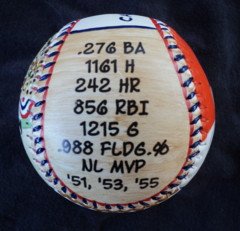 .276 BA
1161 H
242 HR
856 RBI
1215 G
.988 FLDG.%
NL MVP
'51, '53, '55